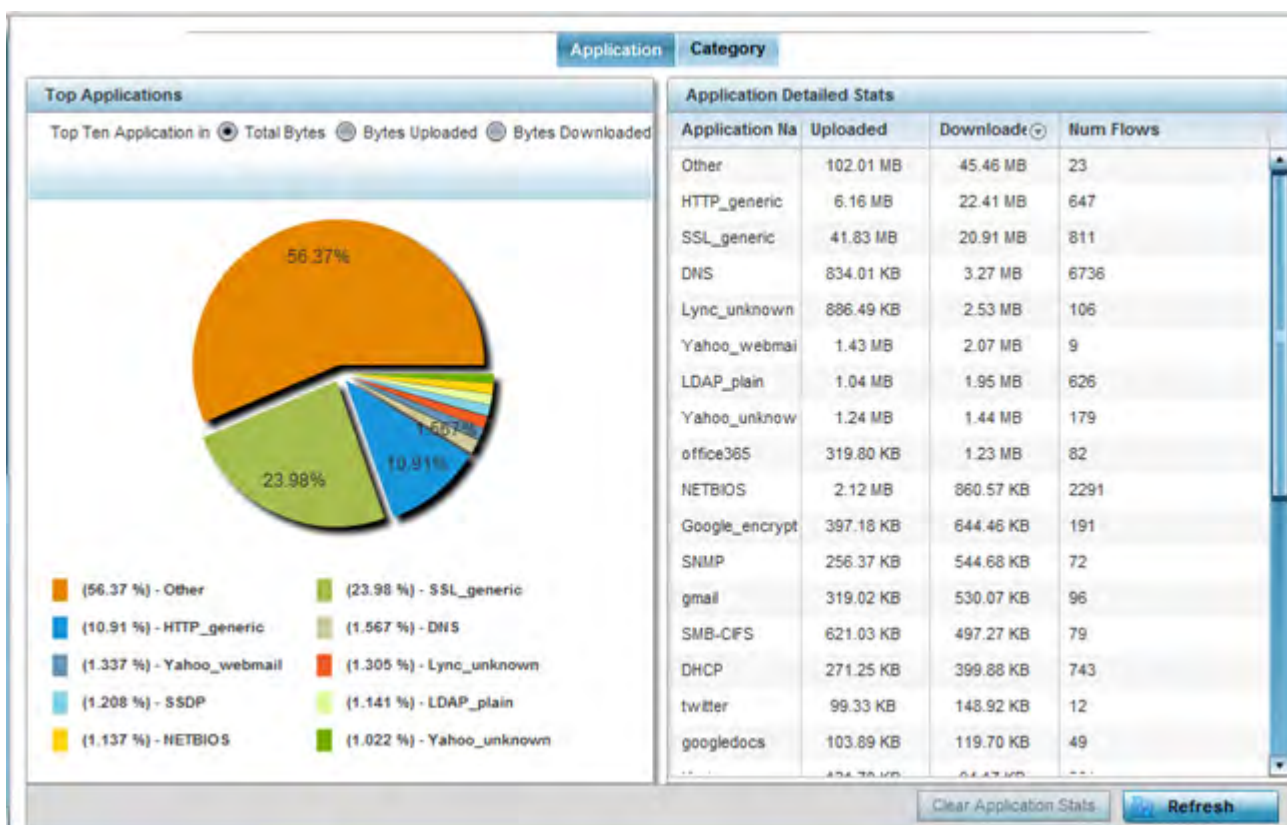 Application Category
Top Applications
Top Ten Application in Total Bytes Bytes Uploaded Bytes Downloaded
56.37%
1.567%
10.91%
23.98%
(56.37 %) - Other (23.98 %) - SSL_generic
(10.91 %) - HTTP_generic (1.567 %) - DNS
(1.337 %) - Yahoo_webmail (1.305 %) - Lync_unknown
(1.208 %) - SSDP (1.141 %) - LDAP_plain
(1.137 %) - NETBIOS (1.022 %) - Yahoo_unknown
Application Detailed Stats
Application Na Uploaded Downloade Num Flows
Other 102.01 MB 45.46 MB 23
HTTP_generic 6.16 MB 22.41 MB 647
SSL_generic 41.83 MB 20.91 MB 811
DNS 834.01 KB 3.27 MB 6736
Lync_unknown 886.49 KB 2.53 MB 106
Yahoo_webmai 1.43 MB 2.07 MB 9
LDAP_plain 1.04 MB 1.95 MB 626
Yahoo_unknow 1.24 MB 1.44 MB 179
office365 319.80 KB 1.23 MB 82
NETBIOS 2.12 MB 860.57 KB 2291
Google_encrypt 397.18 KB 644.46 KB 191
SNMP 256.37 KB 544.68 KB 72
gmail 319.02 KB 530.07 KB 96
SMB-CIFS 621.03 KB 497.27 KB 79
DHCP 271.25 KB 399.88 KB 743
twitter 99.33 KB 148.92 KB 12
googledocs 103.89 KB 119.70 KB 49
Clear Application Stats Refresh